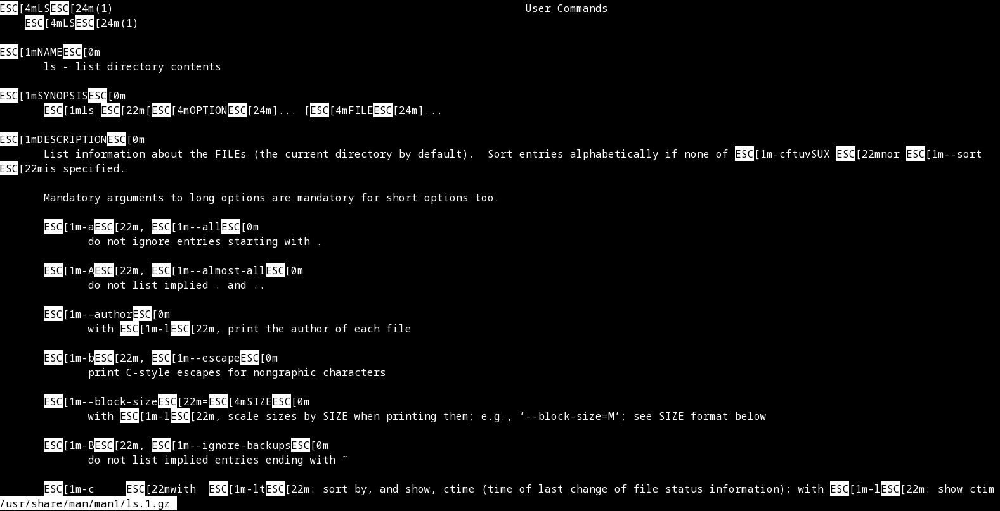 ESC[4mLSESC[24m(1) User Commands
ESC[4mLSESC[24m(1)
ESC[1mNAMEESC[0m
ls - list directory contents
ESC[1mSYNOPSISESC[0m
ESC[1mls ESC[22m[ESC[4mOPTIONESC[24m]... [ESC[4mFILEESC[24m]...
ESC[1mDESCRIPTIONESC[0m
List information about the FILEs (the current directory by default).  Sort entries alphabetically if none of ESC[1m-cftuvSUX ESC[22mnor ESC[1m--sort
ESC[22mis specified.
Mandatory arguments to long options are mandatory for short options too.
ESC[1m-aESC[22m, ESC[1m--allESC[0m
do not ignore entries starting with .
ESC[1m-AESC[22m, ESC[1m--almost-allESC[0m
do not list implied . and ..
ESC[1m--authorESC[0m
with ESC[1m-lESC[22m, print the author of each file
ESC[1m-bESC[22m, ESC[1m--escapeESC[0m
print C-style escapes for nongraphic characters
ESC[1m--block-sizeESC[22m=ESC[4mSIZEESC[0m
with ESC[1m-lESC[22m, scale sizes by SIZE when printing them; e.g., ’--block-size=M’; see SIZE format below
ESC[1m-BESC[22m, ESC[1m--ignore-backupsESC[0m
do not list implied entries ending with ~
ESC[1m-c     ESC[22mwith  ESC[1m-ltESC[22m: sort by, and show, ctime (time of last change of file status information); with ESC[1m-lESC[22m: show ctim
/usr/share/man/man1/ls.1.gz